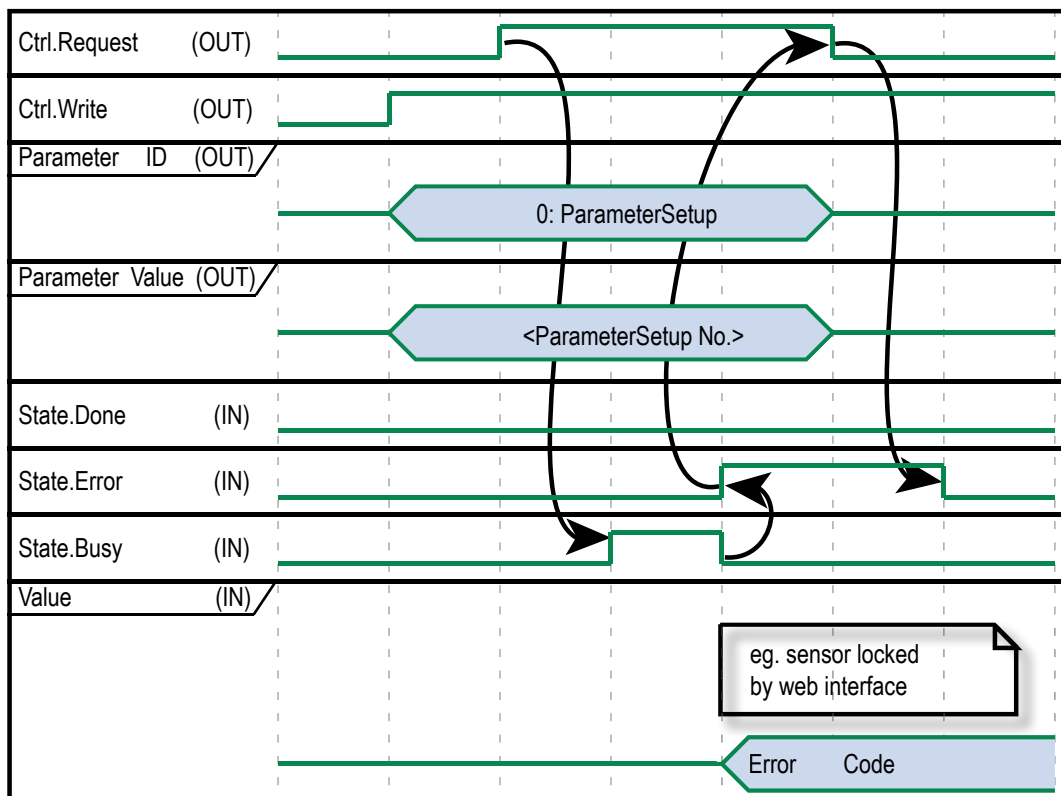 Ctrl.Request (OUT)
Ctrl.Write (OUT)
Parameter ID (OUT)
0: ParameterSetup
Parameter Value (OUT)
<ParameterSetup No.>
State.Done (IN)
State.Error (IN)
State.Busy (IN)
Value (IN)
eg. sensor locked
by web interface
Error Code